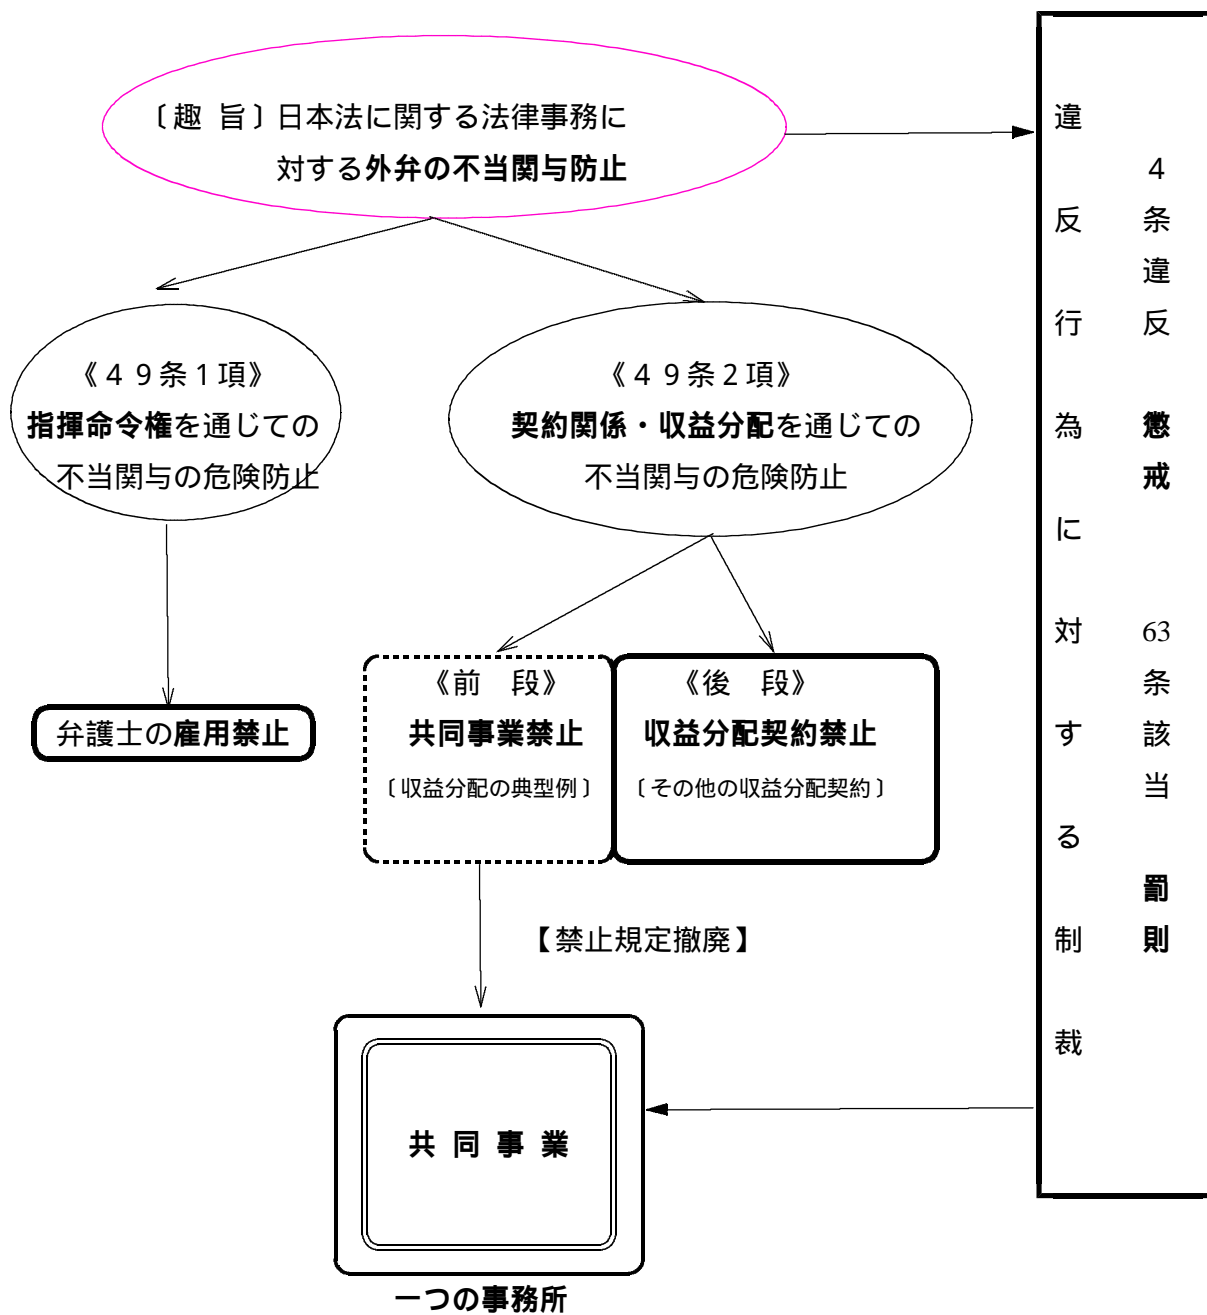 〔趣 旨〕日本法に関する法律事務に
対する外弁の不当関与防止
《４９条１項》
指揮命令権を通じての
不当関与の危険防止
《４９条２項》
契約関係・収益分配を通じての
不当関与の危険防止
弁護士の雇用禁止
《前　段》
共同事業禁止
〔収益分配の典型例〕
《後　段》
収益分配契約禁止
〔その他の収益分配契約〕
【禁止規定撤廃】
共 同 事 業
一つの事務所
違反行為に対する制裁
４条違反　懲戒
63条該当　罰則